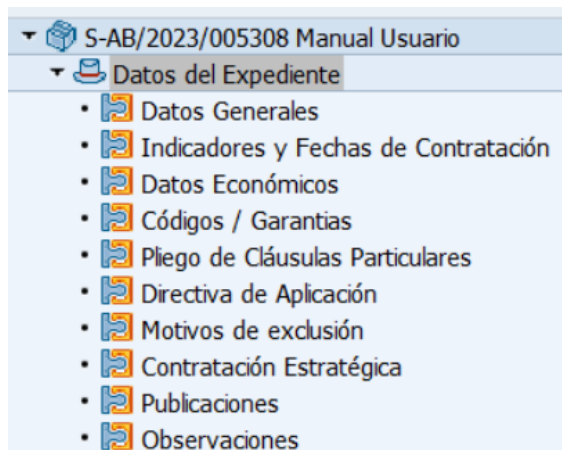 S-AB/2023/005308 Manual Usuario
Datos del Expediente
Datos Generales
Indicadores y Fechas de Contratación
Datos Económicos
Códigos / Garantias
Pliego de Cláusulas Particulares
Directiva de Aplicación
Motivos de exclusión
Contratación Estratégica
Publicaciones
Observaciones